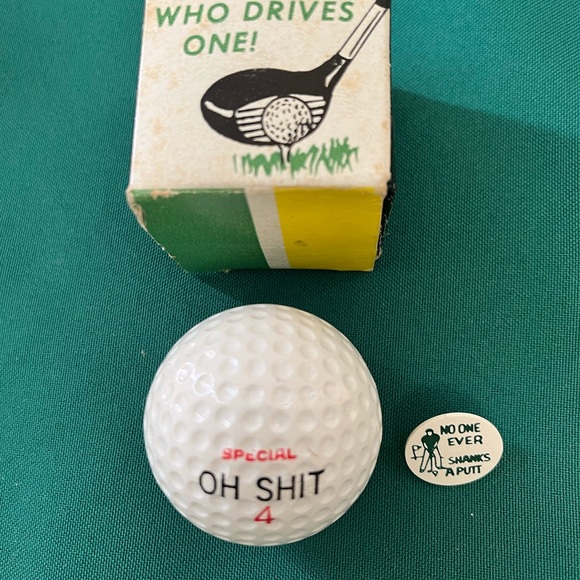 WHO DRIVES
ONE!
SPECIAL
OH SHIT
4
NO ONE
EVER
SHANKS
A PUTT